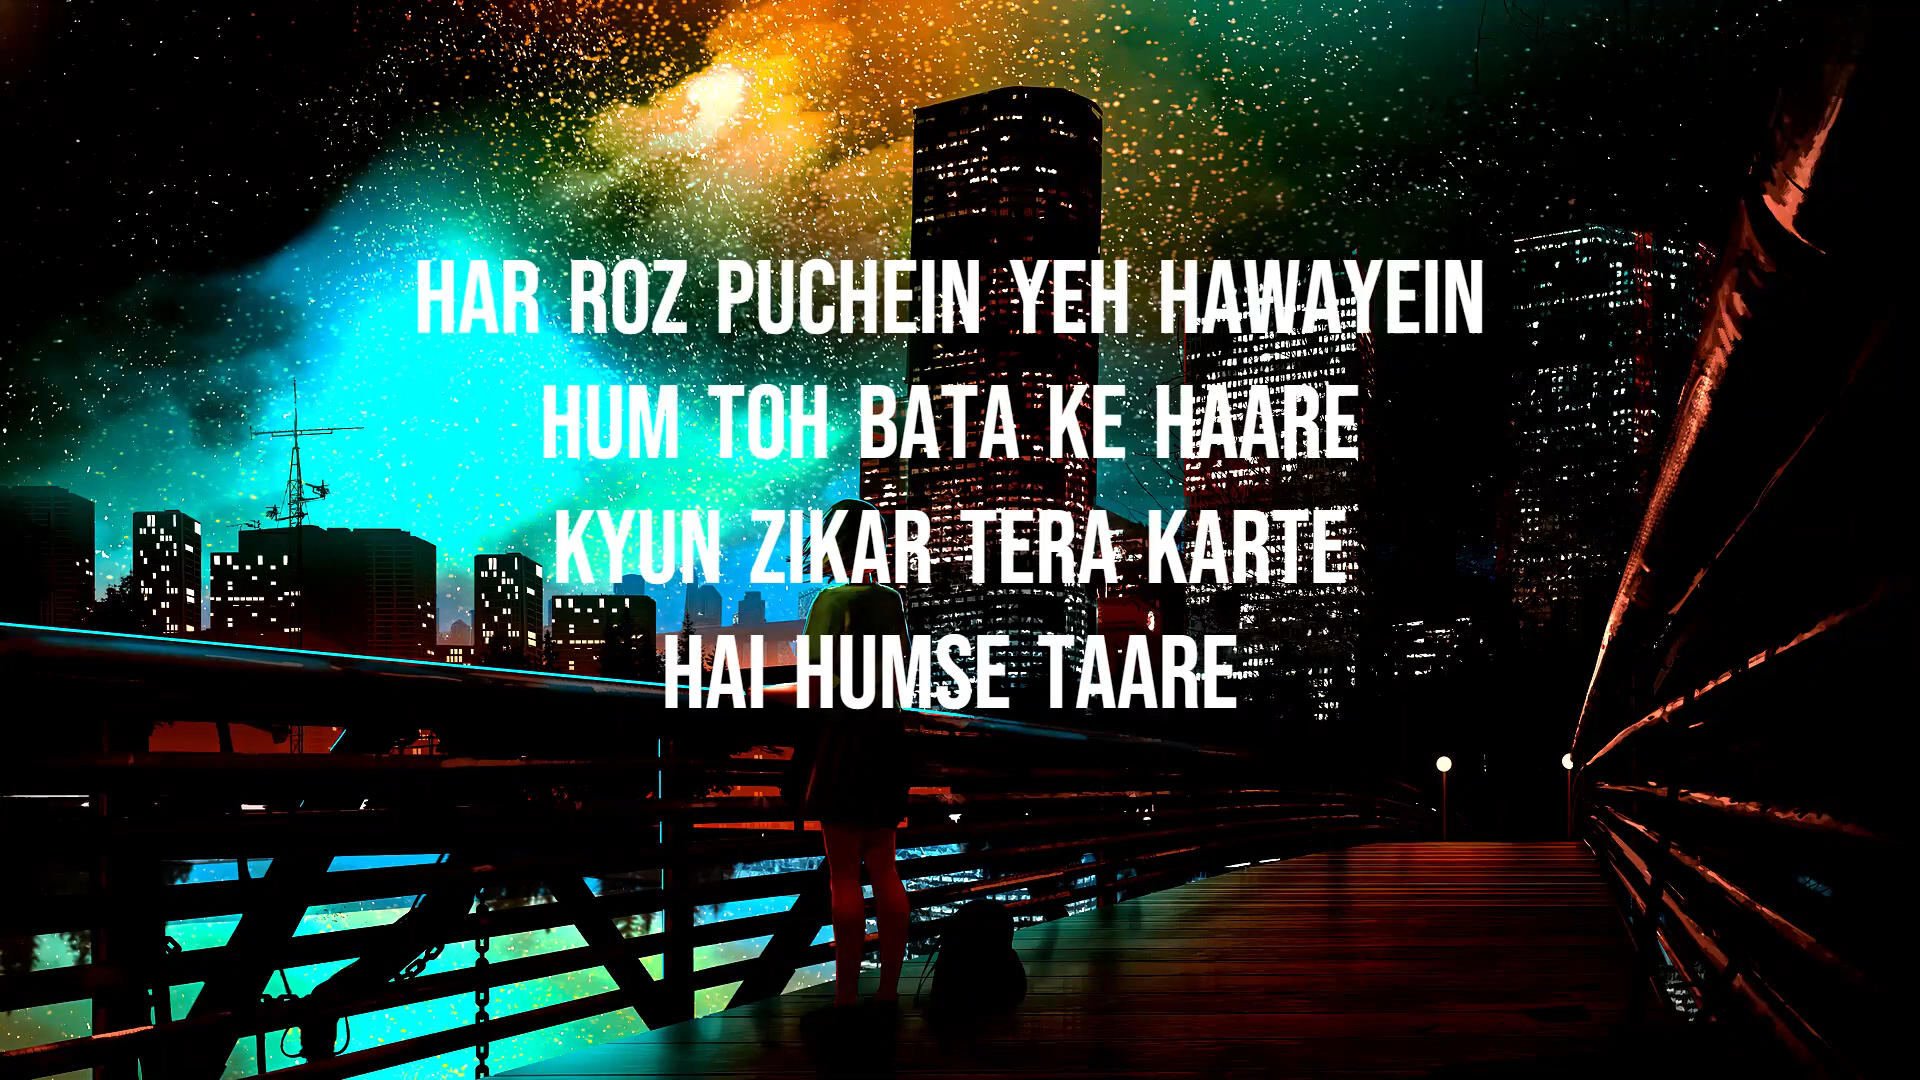 HAR ROZ PUCHEIN YEH HAWAYEIN
HUM TOH BATA KE HAARE
KYUN ZIKAR TERA KARTE
HAI HUMSE TAARE